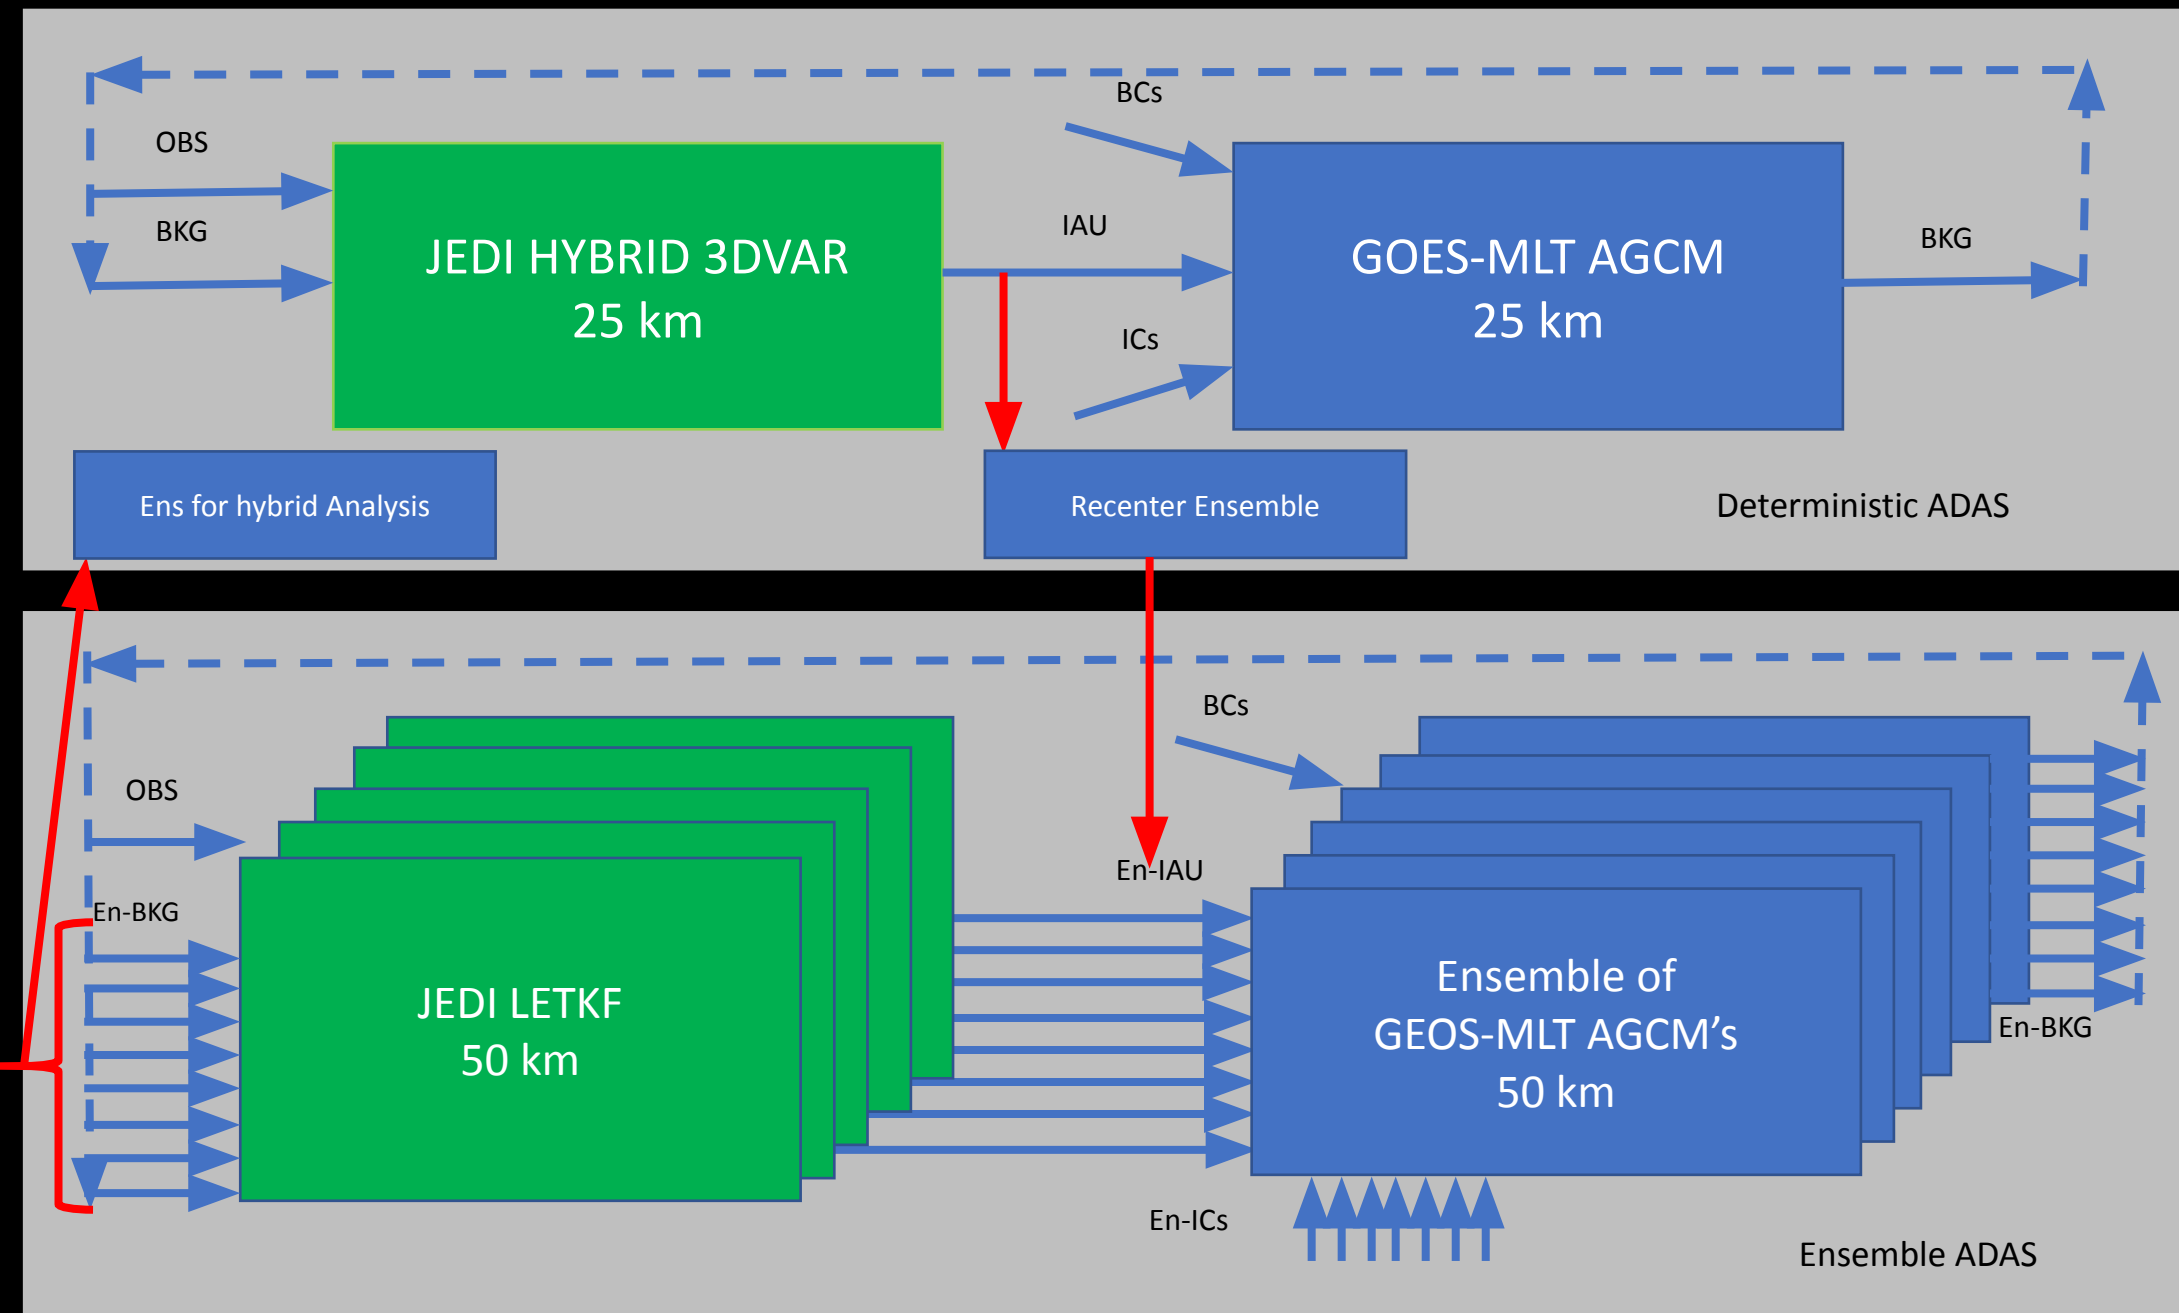 BCs
OBS
BKG
JEDI HYBRID 3DVAR
25 km
IAU
ICs
GOES-MLT AGCM
25 km
BKG
Ens for hybrid Analysis
Recenter Ensemble
Deterministic ADAS
BCs
OBS
En-BKG
JEDI LETKF
50 km
En-IAU
Ensemble of
GEOS-MLT AGCM’s
50 km
En-BKG
En-ICs
Ensemble ADAS